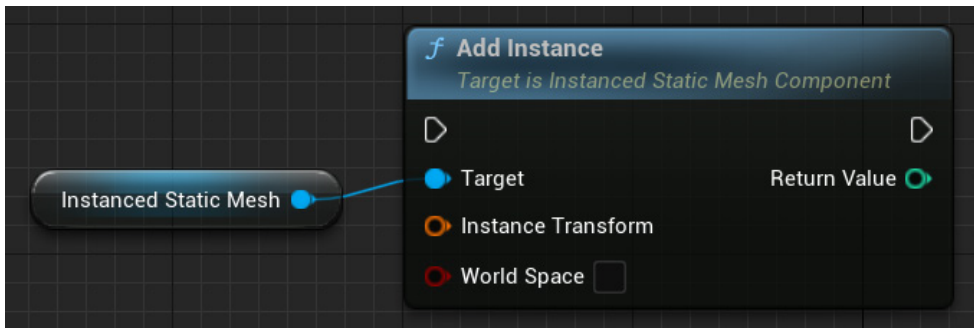 Add Instance
Target is Instanced Static Mesh Component
Instanced Static Mesh
Target
Return Value
Instance Transform
World Space